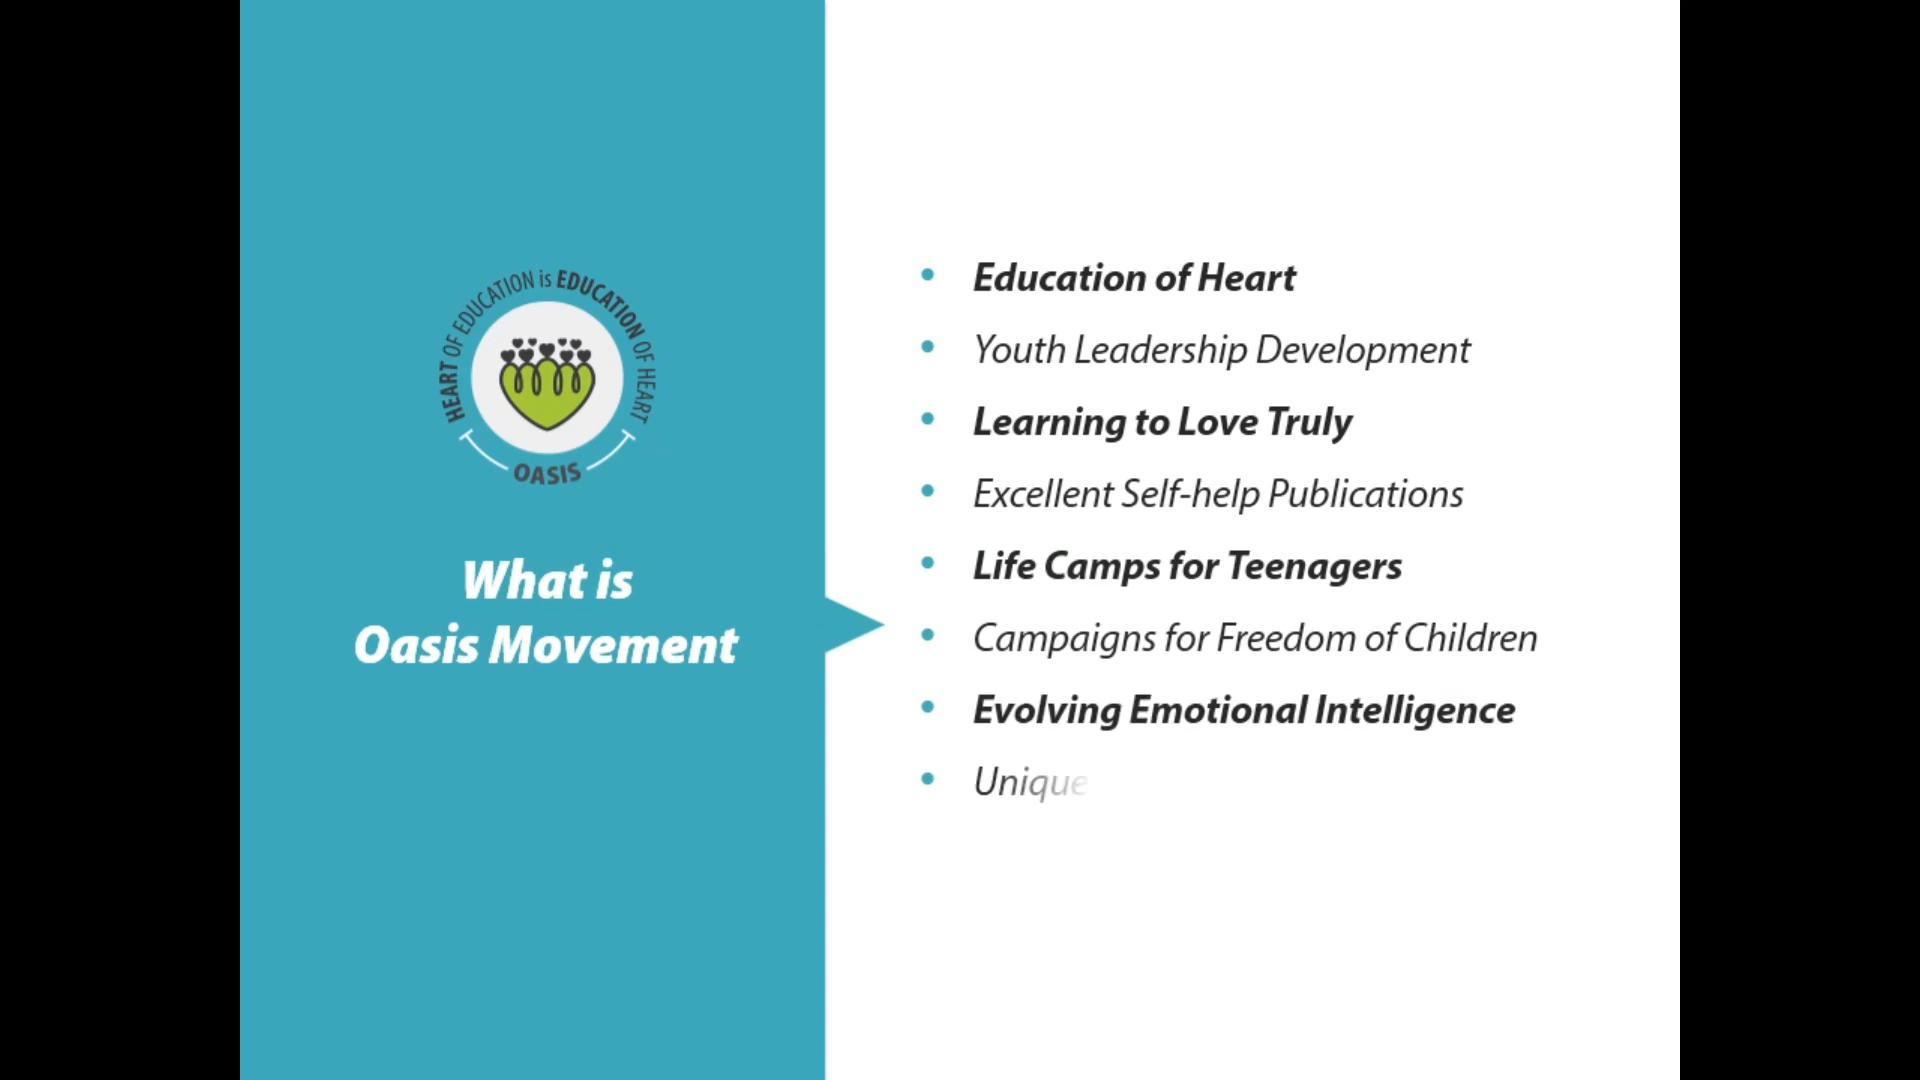 HEART OF EDUCATION is EDUCATION OF HEART
OASIS
What is
Oasis Movement
• Education of Heart
• Youth Leadership Development
• Learning to Love Truly
• Excellent Self-help Publications
• Life Camps for Teenagers
• Campaigns for Freedom of Children
• Evolving Emotional Intelligence
• Unique